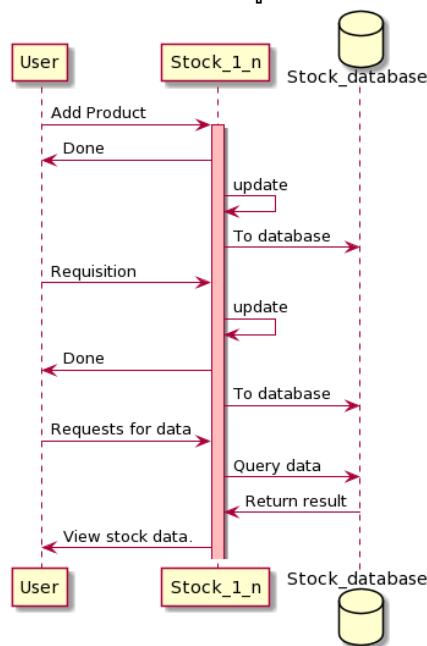 User
Stock_1_n
Stock_database
Add Product
Done
update
To database
Requisition
update
Done
To database
Requests for data
Query data
Return result
View stock data.
User
Stock_1_n
Stock_database